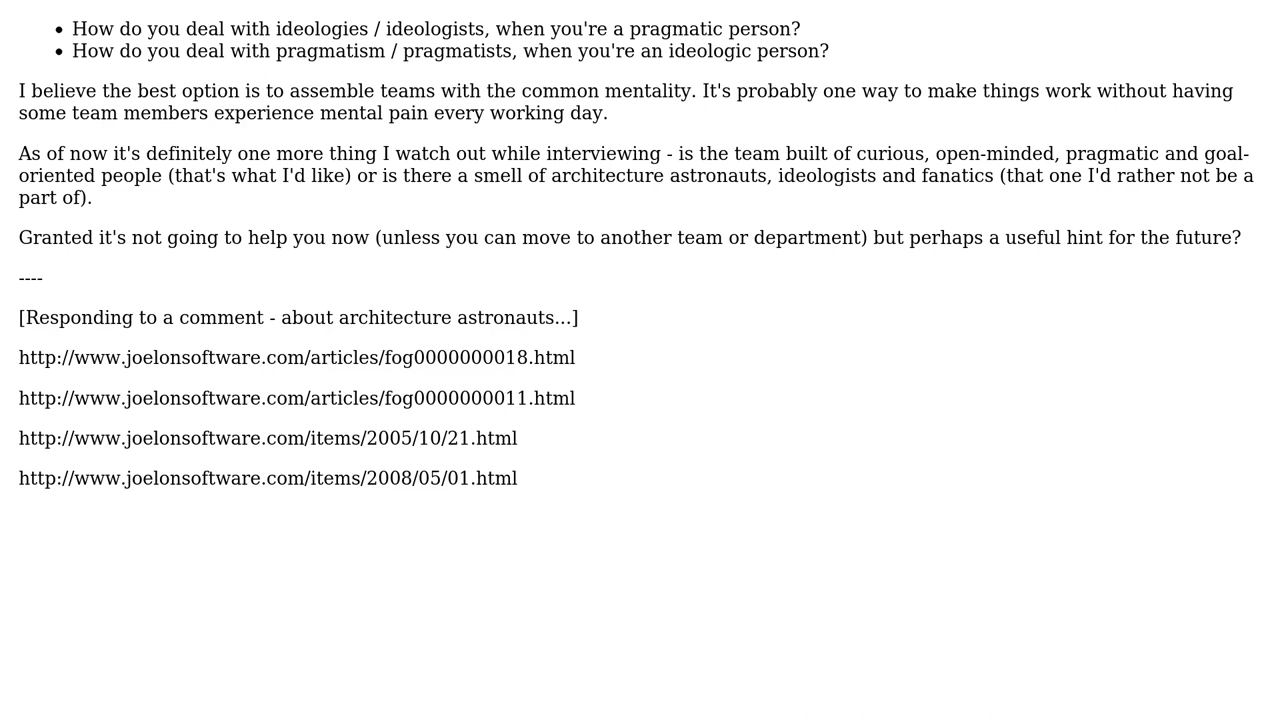 • How do you deal with ideologies / ideologists, when you're a pragmatic person?
• How do you deal with pragmatism / pragmatists, when you're an ideologic person?
I believe the best option is to assemble teams with the common mentality. It's probably one way to make things work without having
some team members experience mental pain every working day.
As of now it's definitely one more thing I watch out while interviewing - is the team built of curious, open-minded, pragmatic and goal-
oriented people (that's what I'd like) or is there a smell of architecture astronauts, ideologists and fanatics (that one I'd rather not be a
part of).
Granted it's not going to help you now (unless you can move to another team or department) but perhaps a useful hint for the future?
----
[Responding to a comment - about architecture astronauts...]
http://www.joelonsoftware.com/articles/fog0000000018.html
http://www.joelonsoftware.com/articles/fog0000000011.html
http://www.joelonsoftware.com/items/2005/10/21.html
http://www.joelonsoftware.com/items/2008/05/01.html